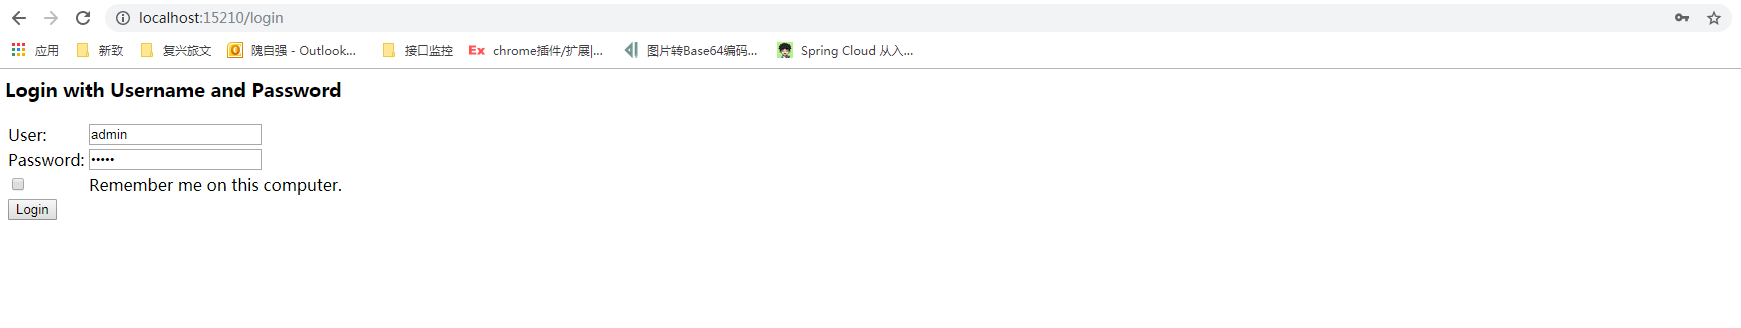 localhost:15210/login
应用 新致 复兴旅文 隗自强 - Outlook... 接口监控 Ex chrome插件/扩展|... 图片转Base64编码... Spring Cloud 从入...
Login with Username and Password
User: admin
Password: •••••
Remember me on this computer.
Login